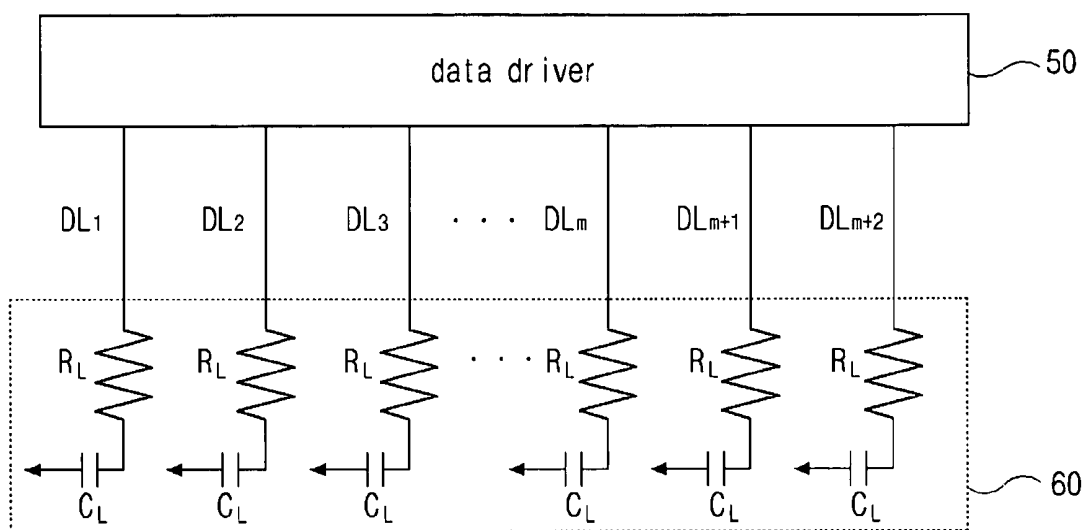 data driver
50
DL1 DL2 DL3 · · · DLm DLm+1 DLm+2
RL RL RL · · · RL RL RL
CL CL CL CL CL CL
60